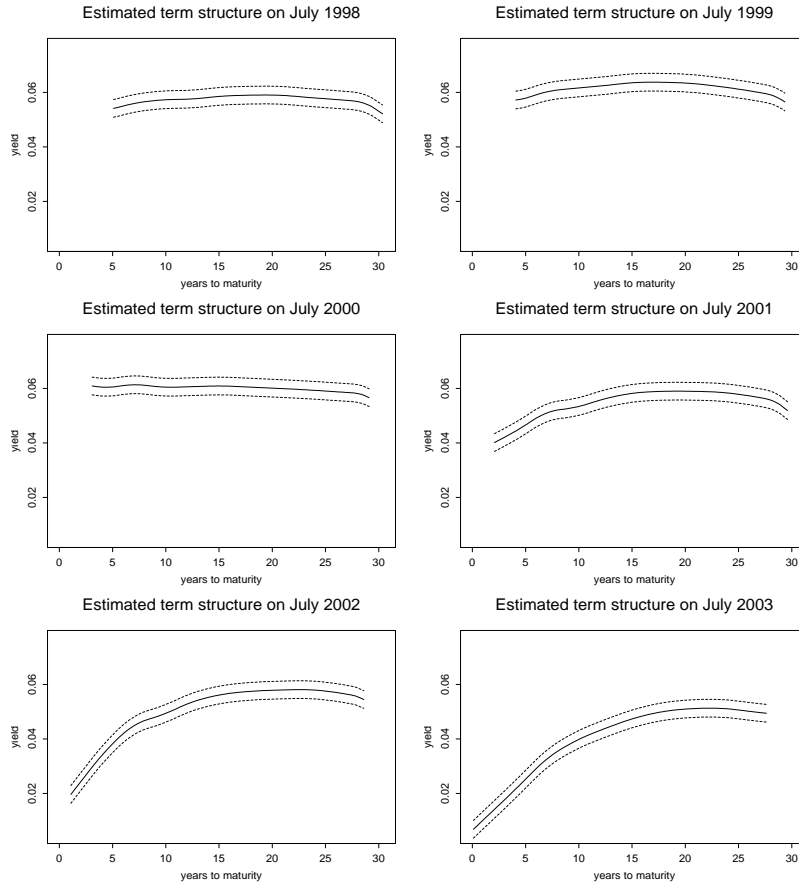 Estimated term structure on July 1998
0.06
0.04
0.02
yield
0 5 10 15 20 25 30
years to maturity
Estimated term structure on July 1999
0.06
0.04
0.02
yield
0 5 10 15 20 25 30
years to maturity
Estimated term structure on July 2000
0.06
0.04
0.02
yield
0 5 10 15 20 25 30
years to maturity
Estimated term structure on July 2001
0.06
0.04
0.02
yield
0 5 10 15 20 25 30
years to maturity
Estimated term structure on July 2002
0.06
0.04
0.02
yield
0 5 10 15 20 25 30
years to maturity
Estimated term structure on July 2003
0.06
0.04
0.02
yield
0 5 10 15 20 25 30
years to maturity